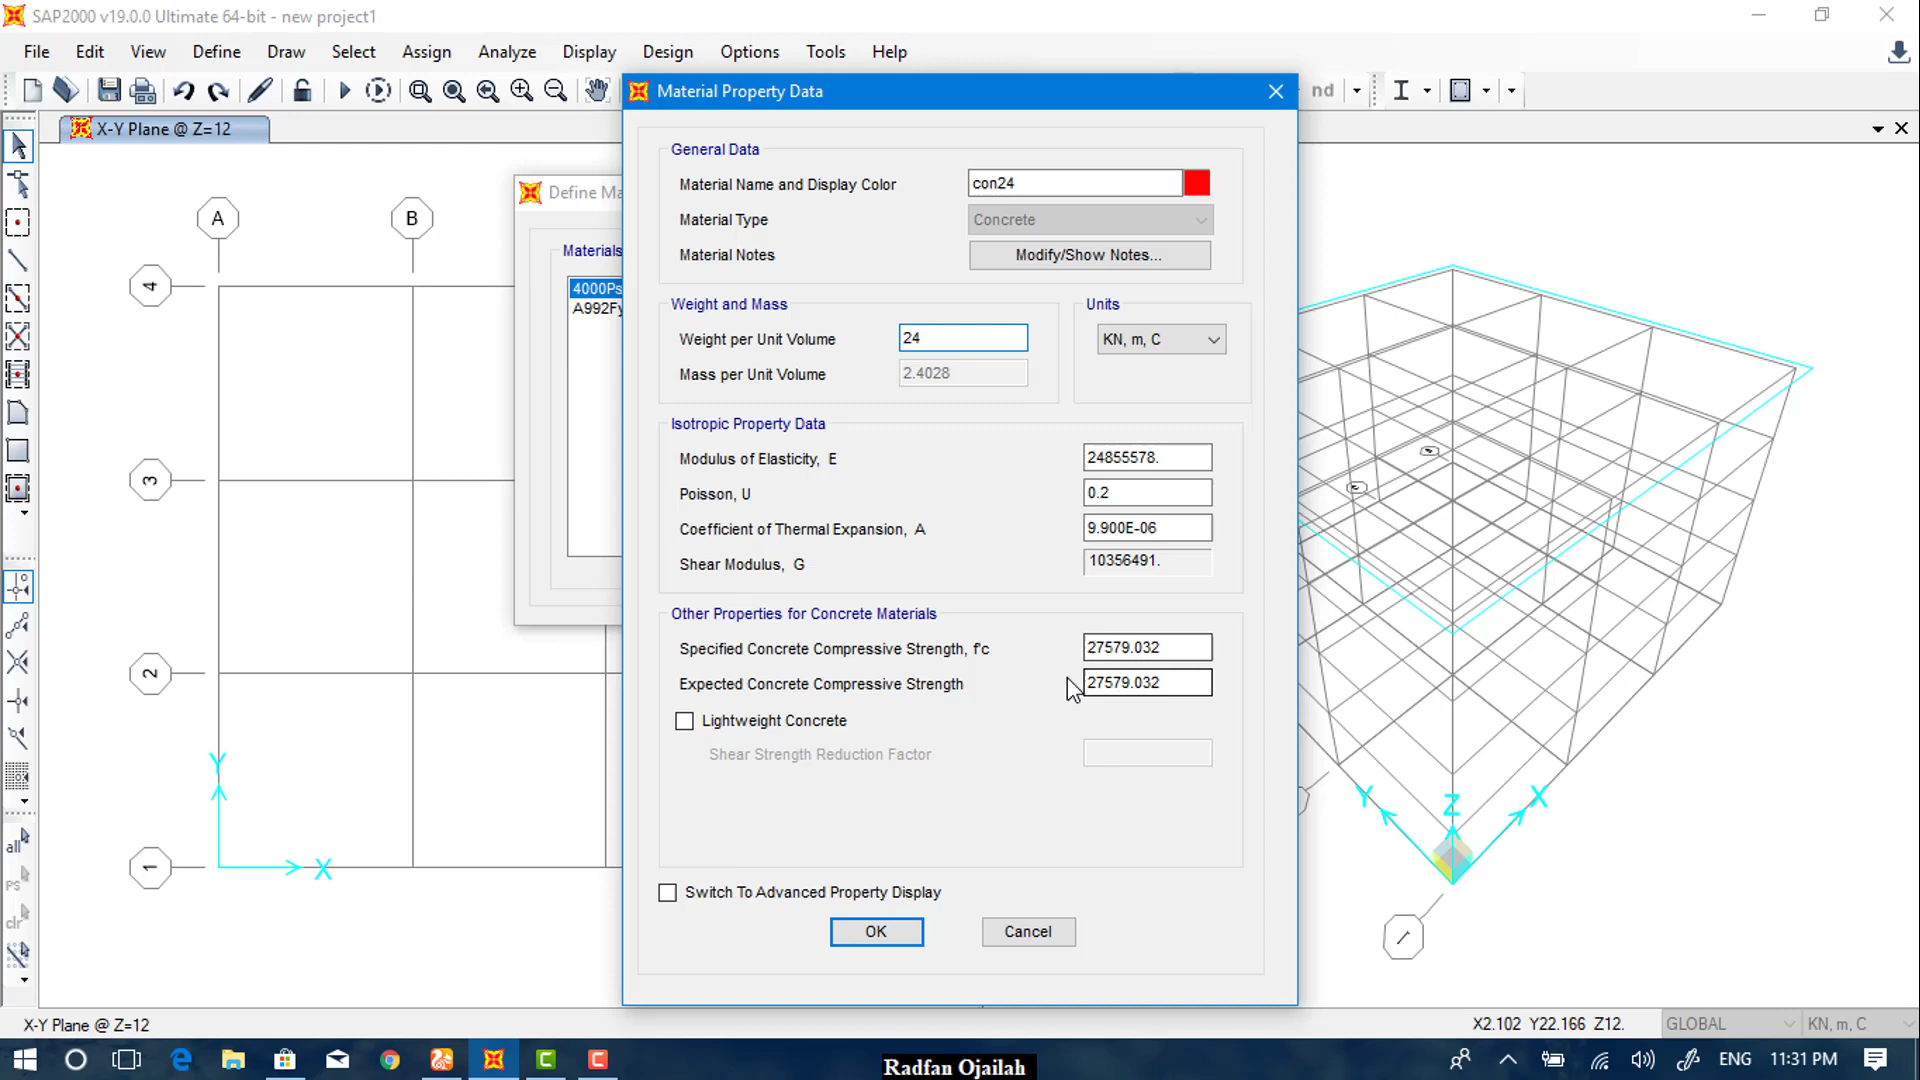 SAP2000 v19.0.0 Ultimate 64-bit - new project1
File Edit View Define Draw Select Assign Analyze Display Design Options Tools Help
nd
Material Property Data
X-Y Plane @ Z=12
General Data
Material Name and Display Color con24
Material Type Concrete
Material Notes Modify/Show Notes...
Define Ma
Materials
4000Ps
A992Fy
A B
4
3
2
1
Y
X
Weight and Mass
Units
Weight per Unit Volume 24 KN, m, C
Mass per Unit Volume 2.4028
Isotropic Property Data
Modulus of Elasticity, E 24855578.
Poisson, U 0.2
Coefficient of Thermal Expansion, A 9.900E-06
Shear Modulus, G 10356491.
Other Properties for Concrete Materials
Specified Concrete Compressive Strength, f'c 27579.032
Expected Concrete Compressive Strength 27579.032
Lightweight Concrete
Shear Strength Reduction Factor
Switch To Advanced Property Display
OK Cancel
Y Z X
all
ps
clr
X-Y Plane @ Z=12 X2.102 Y22.166 Z12. GLOBAL KN, m, C
Radfan Ojailah
ENG 11:31 PM